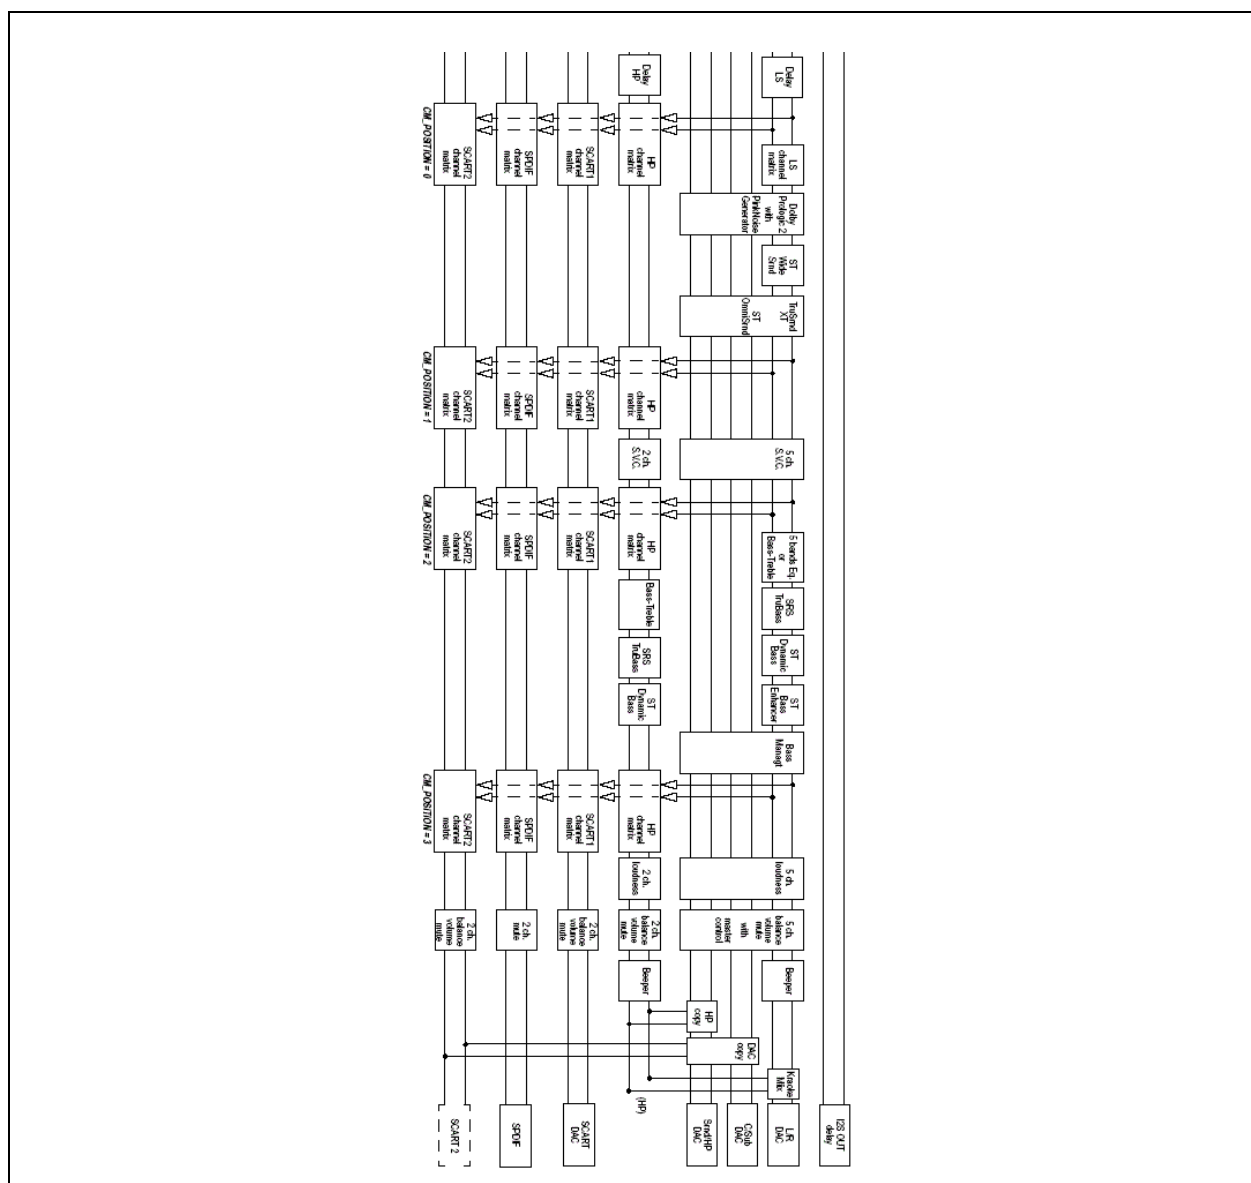 I2S OUT
delay
Delay
LS
LS
channel
matrix
Dolby
Prologic 2
with
PinkNoise
Generator
ST
Wide
Srnd
TruSrnd
XT
ST
OmniSrnd
5 ch.
S.V.C.
5 bands Eq.
or
Bass-Treble
SRS
TruBass
ST
Dynamic
Bass
ST
Bass
Enhancer
Bass
Managt
5 ch.
loudness
5 ch.
balance
volume
mute
with
master
control
Beeper
HP
copy
DAC
copy
Kraoke
Mix
L/R
DAC
C/Sub
DAC
Srnd/HP
DAC
Delay
HP
HP
channel
matrix
HP
channel
matrix
2 ch.
S.V.C.
HP
channel
matrix
Bass-Treble
SRS
TruBass
ST
Dynamic
Bass
HP
channel
matrix
2 ch.
loudness
2 ch.
balance
volume
mute
Beeper
(HP)
SCART1
channel
matrix
SCART1
channel
matrix
SCART1
channel
matrix
SCART1
channel
matrix
2 ch.
balance
volume
mute
SCART
DAC
SPDIF
channel
matrix
SPDIF
channel
matrix
SPDIF
channel
matrix
SPDIF
channel
matrix
2 ch.
mute
SPDIF
SCART2
channel
matrix
SCART2
channel
matrix
SCART2
channel
matrix
SCART2
channel
matrix
2 ch.
balance
volume
mute
SCART 2
CM_POSITION = 0
CM_POSITION = 1
CM_POSITION = 2
CM_POSITION = 3